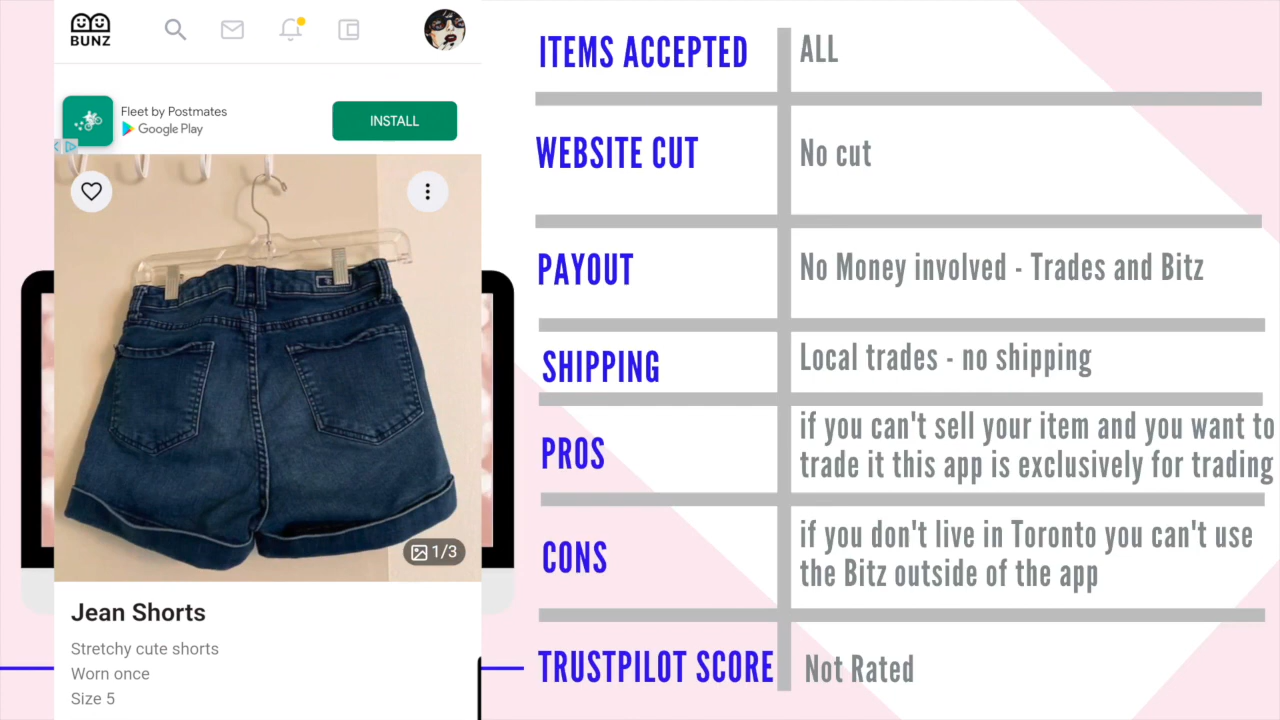 BUNZ
Fleet by Postmates
Google Play
INSTALL
1/3
Jean Shorts
Stretchy cute shorts
Worn once
Size 5
ITEMS ACCEPTED
ALL
WEBSITE CUT
No cut
PAYOUT
No Money involved - Trades and Bitz
SHIPPING
Local trades - no shipping
PROS
if you can't sell your item and you want to
trade it this app is exclusively for trading
CONS
if you don't live in Toronto you can't use
the Bitz outside of the app
TRUSTPILOT SCORE
Not Rated